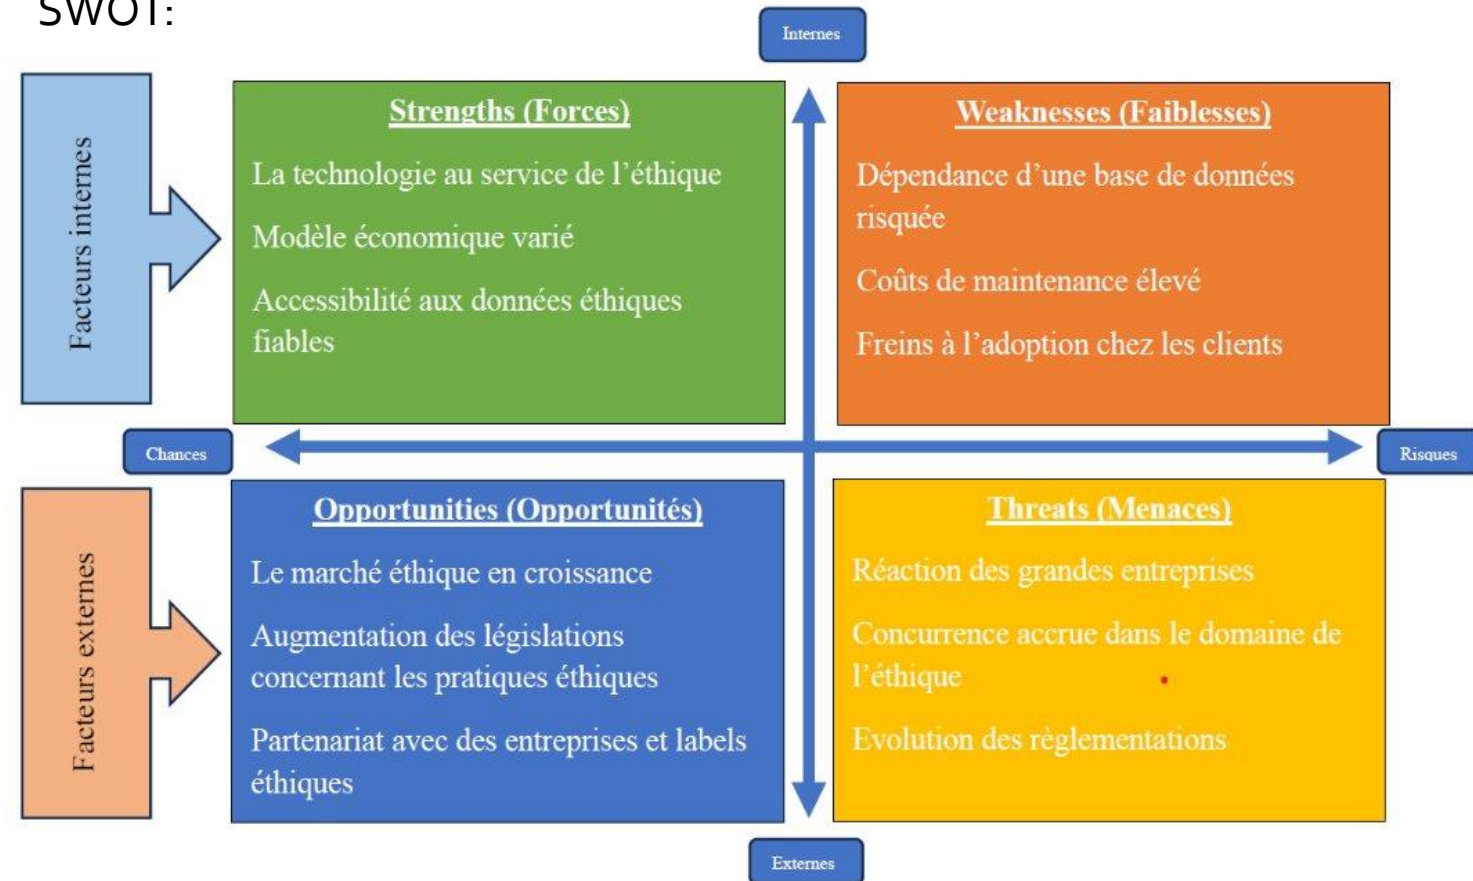 SWOT:
Internes
Facteurs internes
Strengths (Forces)
La technologie au service de l’éthique
Modèle économique varié
Accessibilité aux données éthiques
fiables
Weaknesses (Faiblesses)
Dépendance d’une base de données
risquée
Coûts de maintenance élevé
Freins à l’adoption chez les clients
Chances
Risques
Facteurs externes
Opportunities (Opportunités)
Le marché éthique en croissance
Augmentation des législations
concernant les pratiques éthiques
Partenariat avec des entreprises et labels
éthiques
Threats (Menaces)
Réaction des grandes entreprises
Concurrence accrue dans le domaine de
l’éthique
Evolution des règlementations
Externes